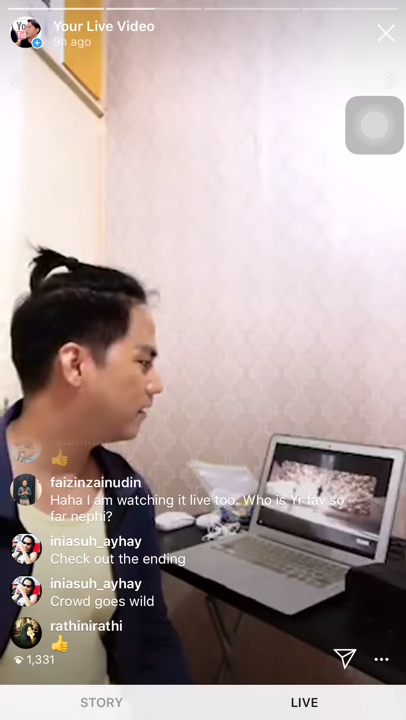 Yo
Your Live Video
9h ago
faizinzainudin
Haha I am watching it live too. Who is Yr fav so
far nephi?
iniasuh_ayhay
Check out the ending
iniasuh_ayhay
Crowd goes wild
rathinirathi
1,331
STORY
LIVE